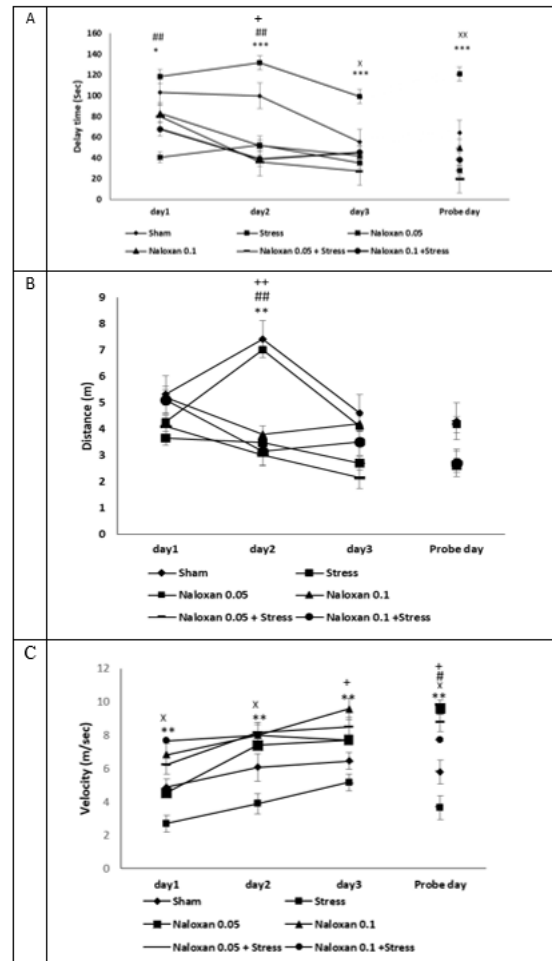 A
+
## ## x xx
* *** *** ***
160
140
120
100
80
60
40
20
0
Delay time (Sec)
day1 day2 day3 Probe day
Sham Stress Naloxan 0.05
Naloxan 0.1 Naloxan 0.05 + Stress Naloxan 0.1 +Stress
B
++
##
**
9
8
7
6
5
4
3
2
1
0
Distance (m)
day1 day2 day3 Probe day
Sham Stress
Naloxan 0.05 Naloxan 0.1
Naloxan 0.05 + Stress Naloxan 0.1 +Stress
C
+
#
x x + x
** ** ** **
12
10
8
6
4
2
0
Velocity (m/sec)
day1 day2 day3 Probe day
Sham Stress
Naloxan 0.05 Naloxan 0.1
Naloxan 0.05 + Stress Naloxan 0.1 +Stress